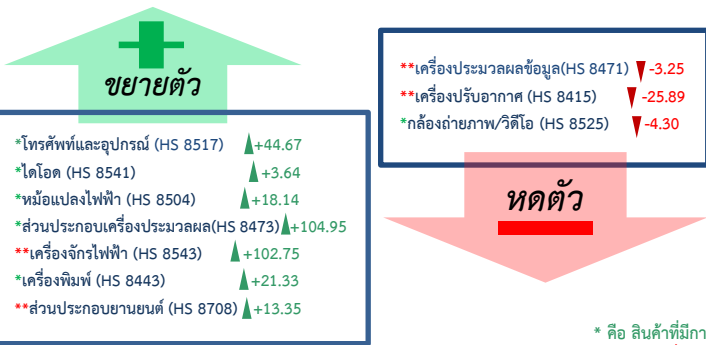 ขยายตัว
*โทรศัพท์และอุปกรณ์ (HS 8517) +44.67
*ไดโอด (HS 8541) +3.64
*หม้อแปลงไฟฟ้า (HS 8504) +18.14
*ส่วนประกอบเครื่องประมวลผล(HS 8473) +104.95
**เครื่องจักรไฟฟ้า (HS 8543) +102.75
*เครื่องพิมพ์ (HS 8443) +21.33
**ส่วนประกอบยานยนต์ (HS 8708) +13.35
**เครื่องประมวลผลข้อมูล(HS 8471) -3.25
**เครื่องปรับอากาศ (HS 8415) -25.89
*กล้องถ่ายภาพ/วิดีโอ (HS 8525) -4.30
หดตัว
* คือ สินค้าที่มีกา